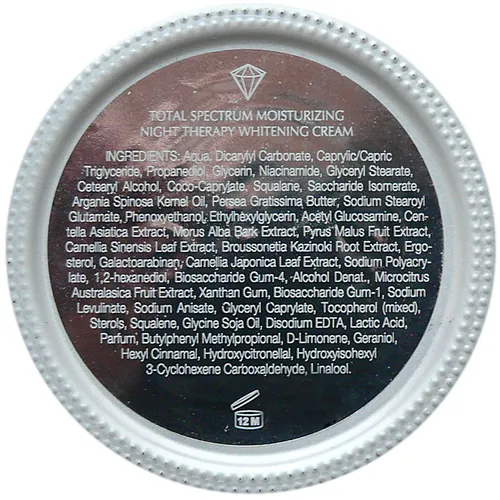 TOTAL SPECTRUM MOISTURIZING
NIGHT THERAPY WHITENING CREAM
INGREDIENTS: Aqua, Dicarylyl Carbonate, Caprylic/Capric
Triglyceride, Propanediol, Glycerin, Niacinamide, Glyceryl Stearate,
Cetearyl Alcohol, Coco-Caprylate, Squalane, Saccharide Isomerate,
Argania Spinosa Kernel Oil, Persea Gratissima Butter, Sodium Stearoyl
Glutamate, Phenoxyethanol, Ethylhexylglycerin, Acetyl Glucosamine, Cen-
tella Asiatica Extract, Morus Alba Bark Extract, Pyrus Malus Fruit Extract,
Camellia Sinensis Leaf Extract, Broussonetia Kazinoki Root Extract, Ergo-
sterol, Galactoarabinan, Camellia Japonica Leaf Extract, Sodium Polyacry-
late, 1,2-hexanediol, Biosaccharide Gum-4, Alcohol Denat., Microcitrus
Australasica Fruit Extract, Xanthan Gum, Biosaccharide Gum-1, Sodium
Levulinate, Sodium Anisate, Glyceryl Caprylate, Tocopherol (mixed),
Sterols, Squalene, Glycine Soja Oil, Disodium EDTA, Lactic Acid,
Parfum, Butylphenyl Methylpropional, D-Limonene, Geraniol,
Hexyl Cinnamal, Hydroxycitronellal, Hydroxyisohexyl
3-Cyclohexene Carboxaldehyde, Linalool.
12 M